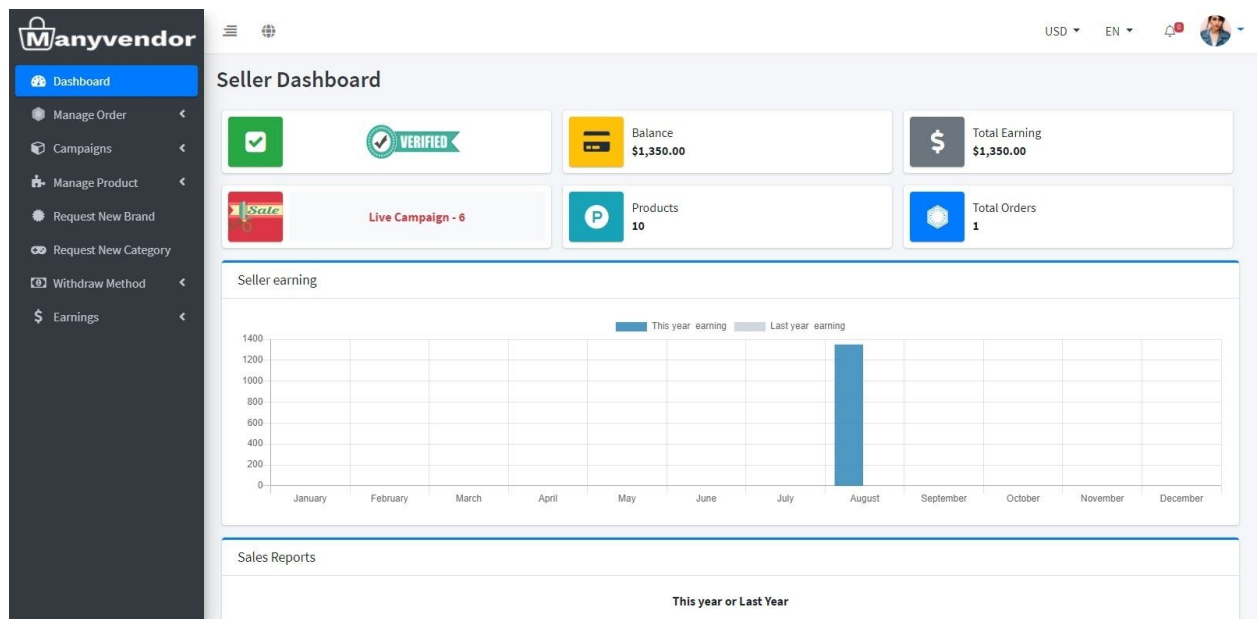 Manyvendor
USD
EN
0
Dashboard
Manage Order
Campaigns
Manage Product
Request New Brand
Request New Category
Withdraw Method
Earnings
Seller Dashboard
VERIFIED
Balance
$1,350.00
Total Earning
$1,350.00
Sale
Live Campaign - 6
Products
10
Total Orders
1
Seller earning
This year earning Last year earning
1400
1200
1000
800
600
400
200
0
January February March April May June July August September October November December
Sales Reports
This year or Last Year